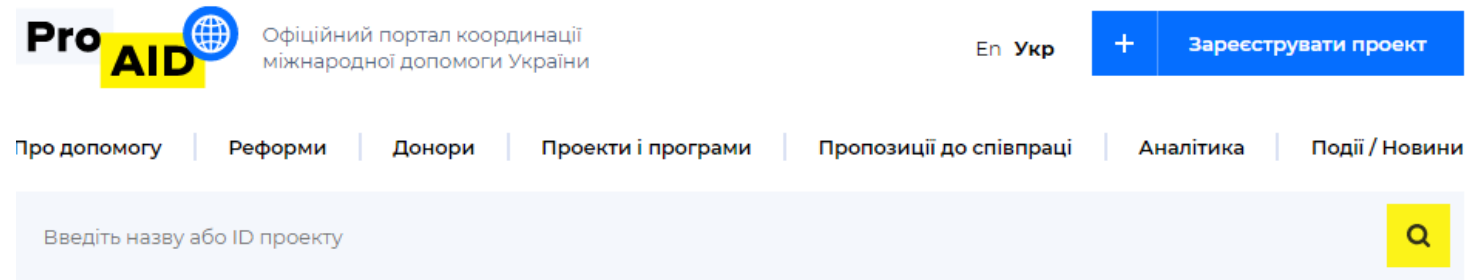 Pro AID
Офіційний портал координації
міжнародної допомоги України
En Укр
+ Зареєструвати проект
Про допомогу
Реформи
Донори
Проекти і програми
Пропозиції до співпраці
Аналітика
Події / Новини
Введіть назву або ID проекту